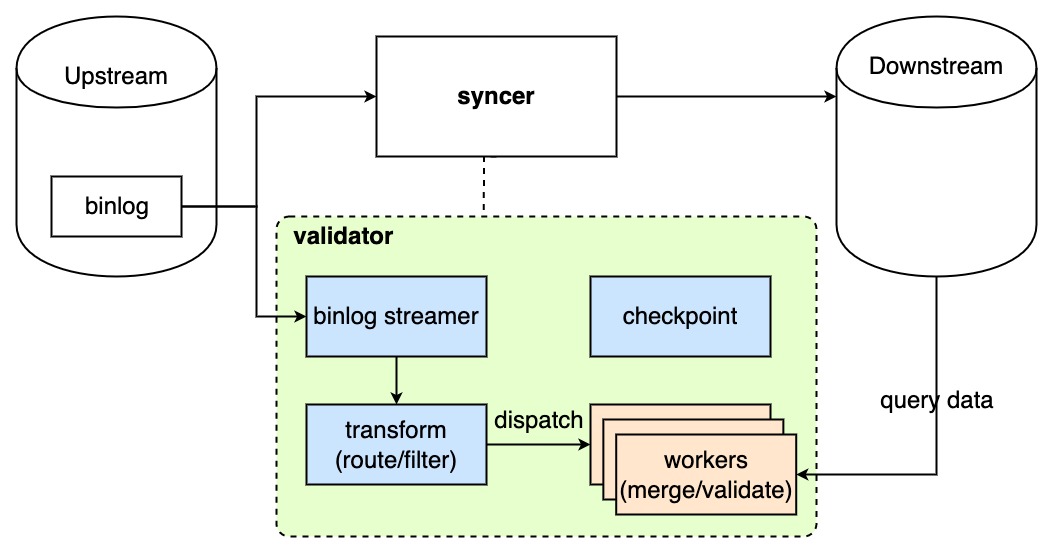 Upstream
Downstream
syncer
binlog
validator
binlog streamer
checkpoint
query data
transform
(route/filter)
dispatch
workers
(merge/validate)